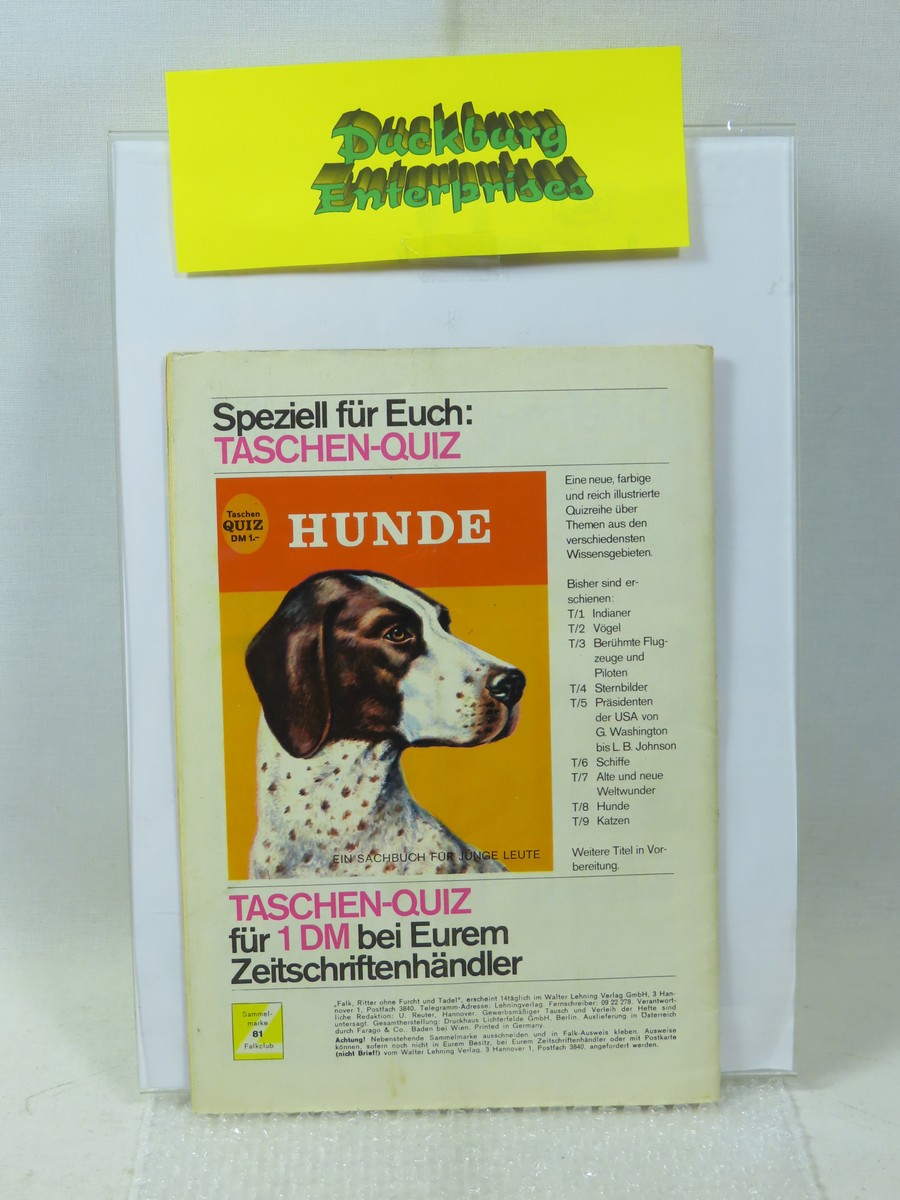 Duckburg
Enterprises
Speziell für Euch:
TASCHEN-QUIZ
Taschen
QUIZ
DM 1.-
HUNDE
EIN SACHBUCH FÜR JUNGE LEUTE
Eine neue, farbige
und reich illustrierte
Quizreihe über
Themen aus den
verschiedensten
Wissensgebieten.
Bisher sind er-
schienen:
T/1 Indianer
T/2 Vögel
T/3 Berühmte Flug-
zeuge und
Piloten
T/4 Sternbilder
T/5 Präsidenten
der USA von
G. Washington
bis L. B. Johnson
T/6 Schiffe
T/7 Alte und neue
Weltwunder
T/8 Hunde
T/9 Katzen
Weitere Titel in Vor-
bereitung.
TASCHEN-QUIZ
für 1 DM bei Eurem
Zeitschriftenhändler
Sammel-
marke
81
Falkclub
„Falk, Ritter ohne Furcht und Tadel", erscheint 14täglich im Walter Lehning Verlag GmbH, 3 Han-
nover 1, Postfach 3840. Telegramm-Adresse: Lehningverlag. Fernschreiber: 09 22 278. Verantwort-
liche Redaktion: U. Reuter, Hannover. Gewerbsmäßiger Tausch und Verleih der Hefte sind
untersagt. Gesamtherstellung: Druckhaus Lichterfelde GmbH, Berlin. Auslieferung in Österreich
durch Farago & Co., Baden bei Wien. Printed in Germany.
Achtung! Nebenstehende Sammelmarke ausschneiden und in Falk-Ausweis kleben. Ausweise
können, sofern noch nicht in Eurem Besitz, bei Eurem Zeitschriftenhändler oder mit Postkarte
(nicht Brief!) vom Walter Lehning Verlag, 3 Hannover 1, Postfach 3840, angefordert werden.